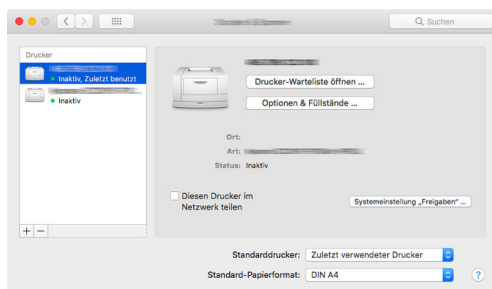 Suchen
Drucker
Inaktiv, Zuletzt benutzt
Inaktiv
+ −
Drucker-Warteliste öffnen ...
Optionen & Füllstände ...
Ort:
Art:
Status: Inaktiv
Diesen Drucker im
Netzwerk teilen
Systemeinstellung „Freigaben“ ...
Standarddrucker: Zuletzt verwendeter Drucker
Standard-Papierformat: DIN A4
?